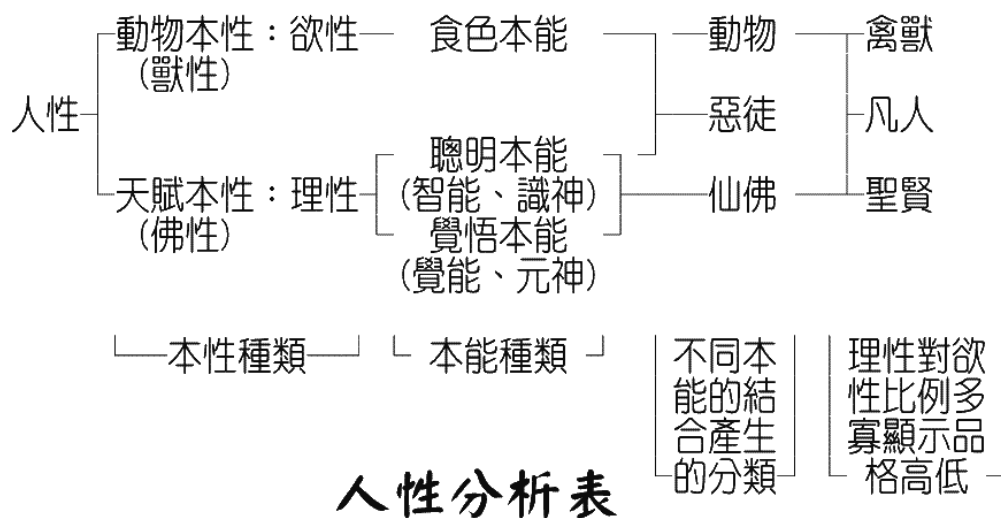 動物本性：欲性 食色本能 動物 禽獸
(獸性)
人性 惡徒 凡人
聰明本能
天賦本性：理性 (智能、識神) 仙佛 聖賢
(佛性) 覺悟本能
(覺能、元神)
本性種類 本能種類 不同本 理性對欲
能的結 性比例多
合產生 寡顯示品
的分類 格高低
人性分析表